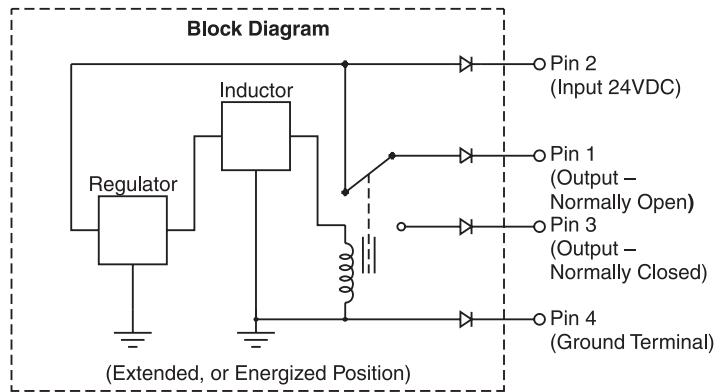 Block Diagram
Pin 2
(Input 24VDC)
Inductor
Pin 1
(Output –
Normally Open)
Regulator
Pin 3
(Output –
Normally Closed)
Pin 4
(Ground Terminal)
(Extended, or Energized Position)